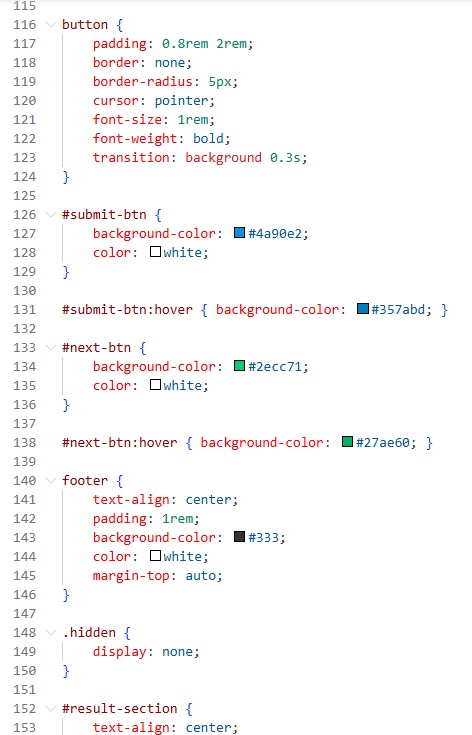 115
116 button {
117     padding: 0.8rem 2rem;
118     border: none;
119     border-radius: 5px;
120     cursor: pointer;
121     font-size: 1rem;
122     font-weight: bold;
123     transition: background 0.3s;
124 }
125
126 #submit-btn {
127     background-color: #4a90e2;
128     color: white;
129 }
130
131 #submit-btn:hover { background-color: #357abd; }
132
133 #next-btn {
134     background-color: #2ecc71;
135     color: white;
136 }
137
138 #next-btn:hover { background-color: #27ae60; }
139
140 footer {
141     text-align: center;
142     padding: 1rem;
143     background-color: #333;
144     color: white;
145     margin-top: auto;
146 }
147
148 .hidden {
149     display: none;
150 }
151
152 #result-section {
153     text-align: center;